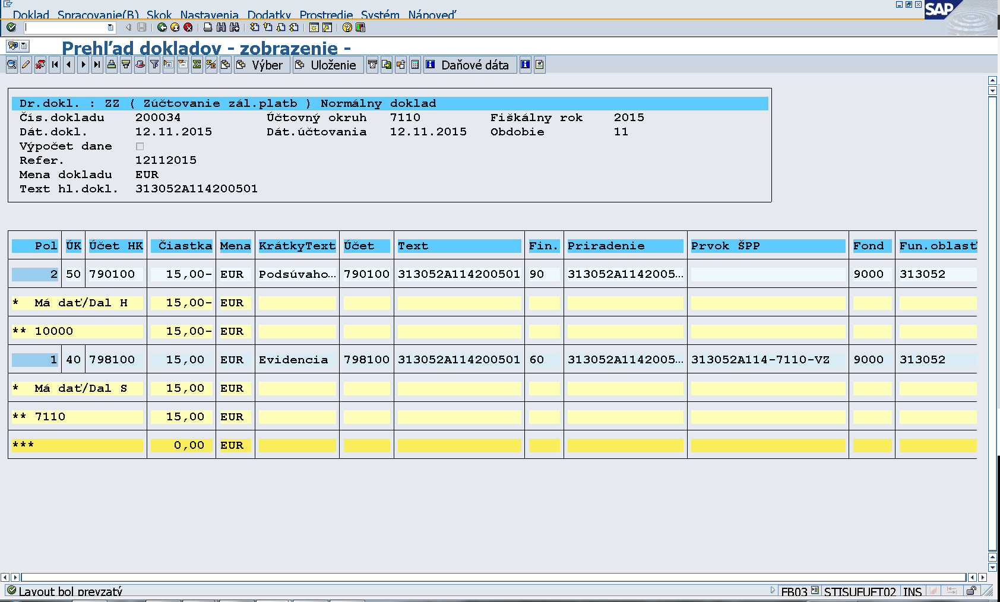 Doklad Spracovanie(B) Skok Nastavenia Dodatky Prostredie Systém Nápoveď
SAP
Prehľad dokladov - zobrazenie -
Výber Uloženie Daňové dáta
Dr.dokl. : ZZ ( Zúčtovanie zál.platb ) Normálny doklad
Čís.dokladu 200034 Účtovný okruh 7110 Fiškálny rok 2015
Dát.dokl. 12.11.2015 Dát.účtovania 12.11.2015 Obdobie 11
Výpočet dane
Refer. 12112015
Mena dokladu EUR
Text hl.dokl. 313052A114200501
Pol ÚK Účet HK Čiastka Mena KrátkyText Účet Text Fin. Priradenie Prvok ŠPP Fond Fun.oblasť
2 50 790100 15,00- EUR Podsúvaho... 790100 313052A114200501 90 313052A1142005... 9000 313052
* Má dať/Dal H 15,00- EUR
** 10000 15,00- EUR
1 40 798100 15,00 EUR Evidencia 798100 313052A114200501 60 313052A1142005... 313052A114-7110-VZ 9000 313052
* Má dať/Dal S 15,00 EUR
** 7110 15,00 EUR
*** 0,00 EUR
Layout bol prevzatý FB03 STISUFUFT02 INS